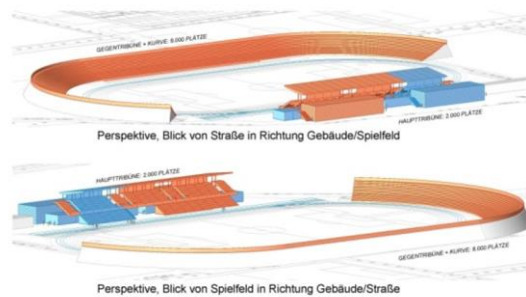 GEGENTRIBÜNE + KURVE: 8.000 PLÄTZE
HAUPTTRIBÜNE: 2.000 PLÄTZE
Perspektive, Blick von Straße in Richtung Gebäude/Spielfeld
HAUPTTRIBÜNE: 2.000 PLÄTZE
GEGENTRIBÜNE + KURVE: 8.000 PLÄTZE
Perspektive, Blick von Spielfeld in Richtung Gebäude/Straße